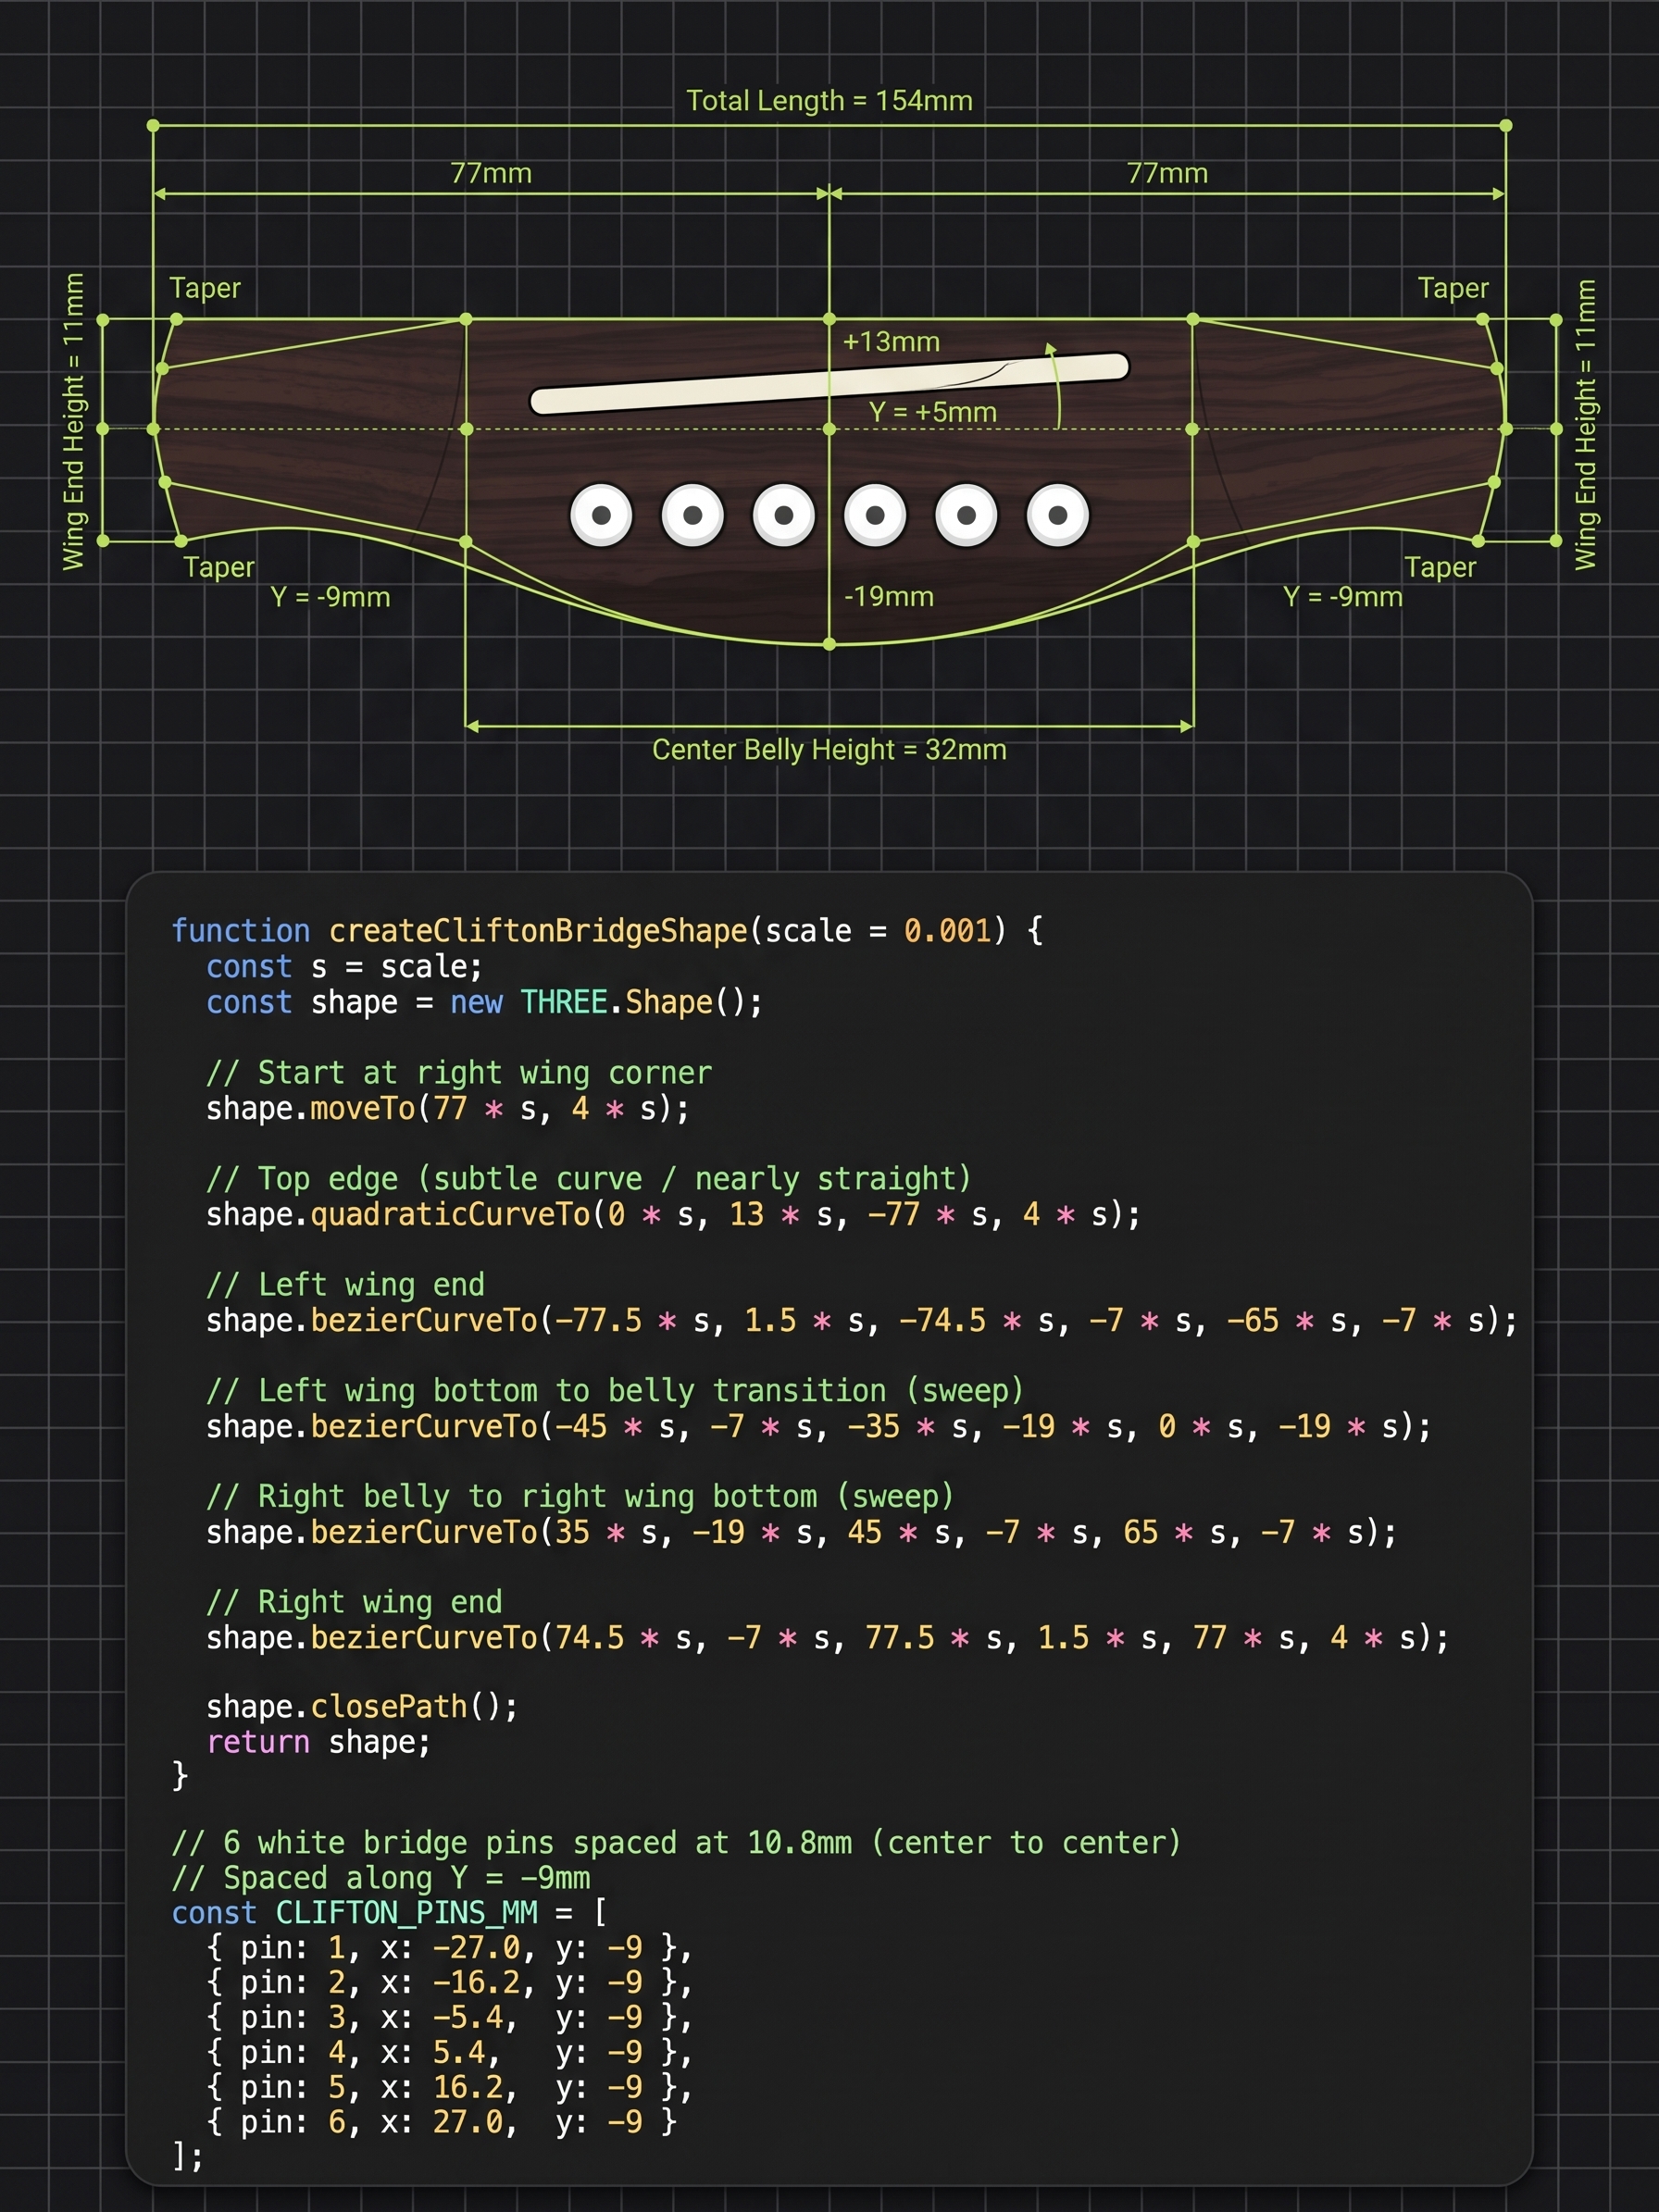 Total Length = 154mm
77mm
77mm
Taper
Taper
Wing End Height = 11mm
Wing End Height = 11mm
+13mm
Y = +5mm
Taper
Taper
Y = -9mm
-19mm
Y = -9mm
Center Belly Height = 32mm
function createCliftonBridgeShape(scale = 0.001) {
  const s = scale;
  const shape = new THREE.Shape();

  // Start at right wing corner
  shape.moveTo(77 * s, 4 * s);

  // Top edge (subtle curve / nearly straight)
  shape.quadraticCurveTo(0 * s, 13 * s, -77 * s, 4 * s);

  // Left wing end
  shape.bezierCurveTo(-77.5 * s, 1.5 * s, -74.5 * s, -7 * s, -65 * s, -7 * s);

  // Left wing bottom to belly transition (sweep)
  shape.bezierCurveTo(-45 * s, -7 * s, -35 * s, -19 * s, 0 * s, -19 * s);

  // Right belly to right wing bottom (sweep)
  shape.bezierCurveTo(35 * s, -19 * s, 45 * s, -7 * s, 65 * s, -7 * s);

  // Right wing end
  shape.bezierCurveTo(74.5 * s, -7 * s, 77.5 * s, 1.5 * s, 77 * s, 4 * s);

  shape.closePath();
  return shape;
}

// 6 white bridge pins spaced at 10.8mm (center to center)
// Spaced along Y = -9mm
const CLIFTON_PINS_MM = [
  { pin: 1, x: -27.0, y: -9 },
  { pin: 2, x: -16.2, y: -9 },
  { pin: 3, x: -5.4,  y: -9 },
  { pin: 4, x: 5.4,   y: -9 },
  { pin: 5, x: 16.2,  y: -9 },
  { pin: 6, x: 27.0,  y: -9 }
];